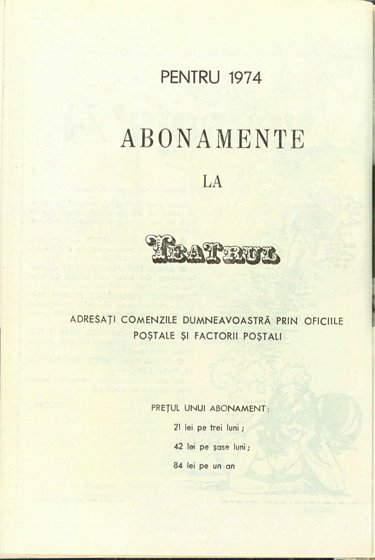 PENTRU 1974
ABONAMENTE
LA
TEATRUL
ADRESAȚI COMENZILE DUMNEAVOASTRĂ PRIN OFICIILE
POȘTALE ȘI FACTORII POȘTALI
PREȚUL UNUI ABONAMENT:
21 lei pe trei luni;
42 lei pe șase luni;
84 lei pe un an